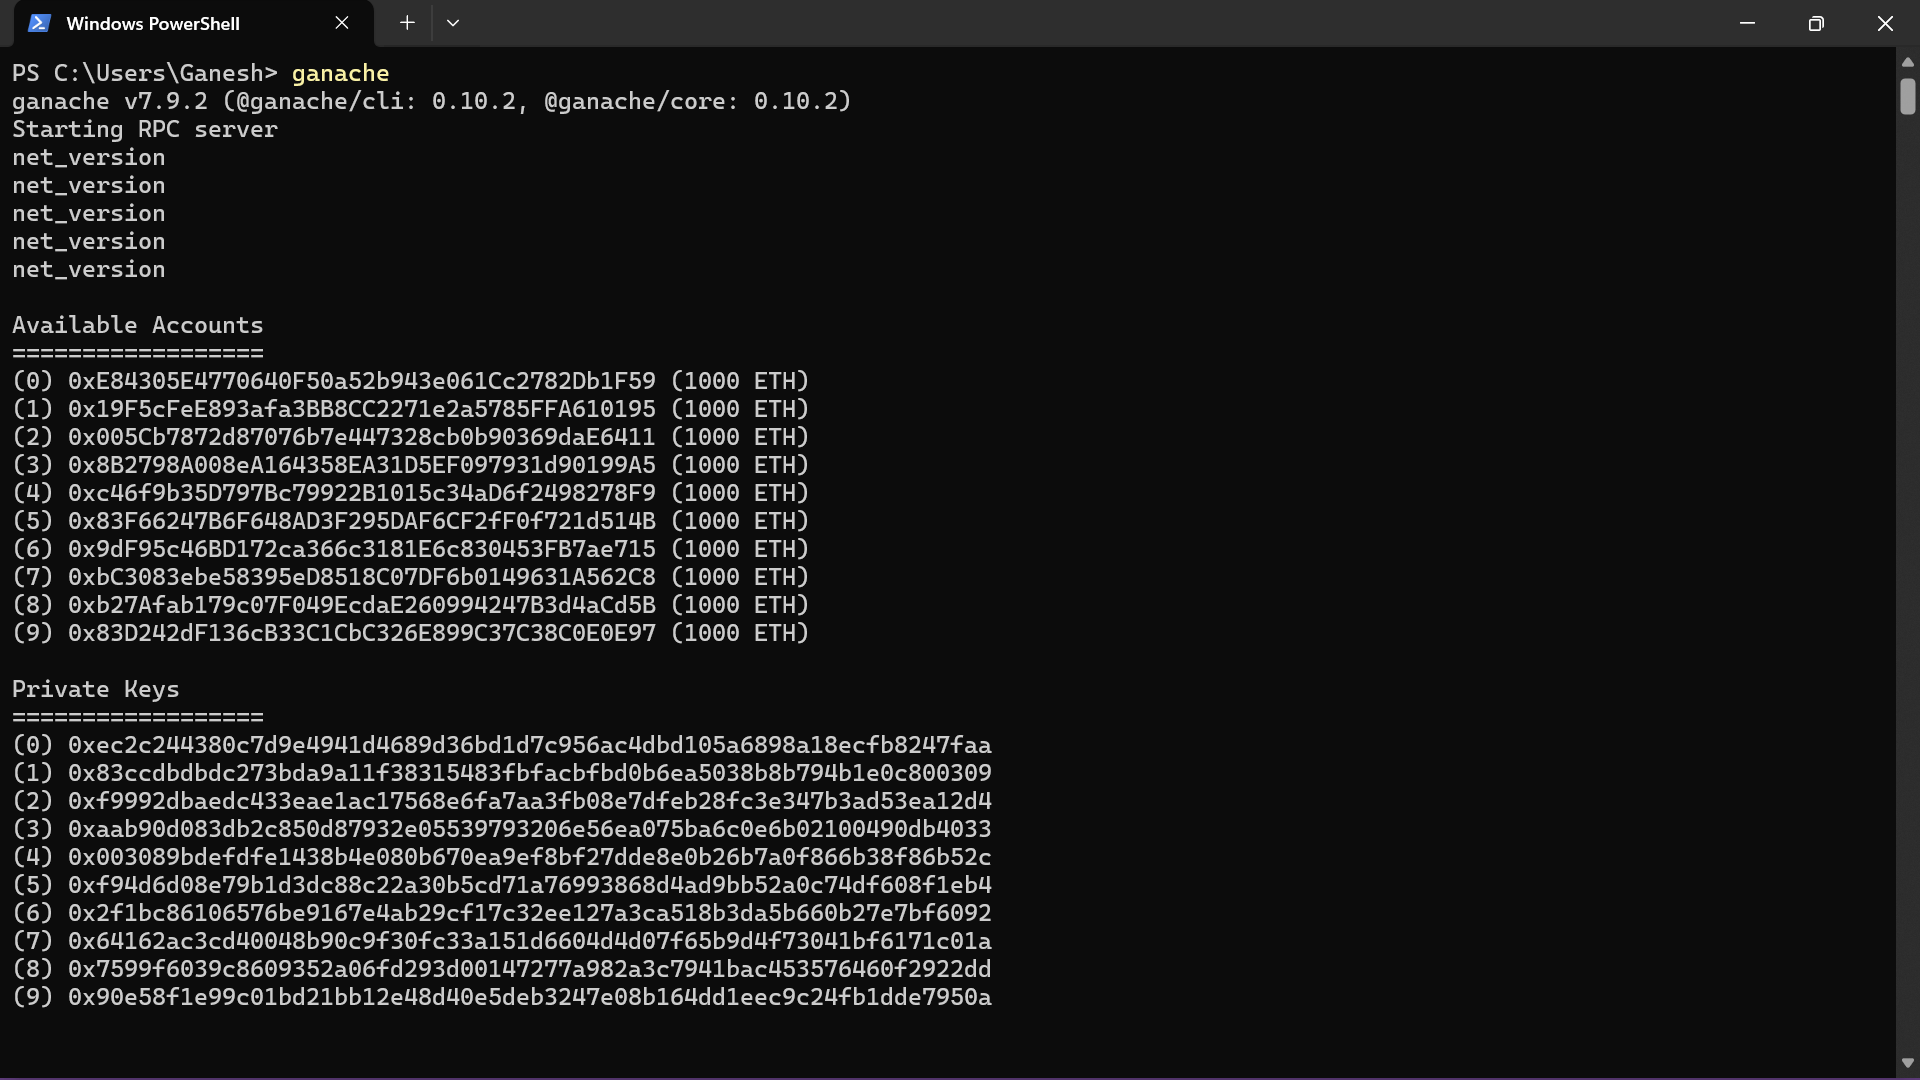 Windows PowerShell
PS C:\Users\Ganesh> ganache
ganache v7.9.2 (@ganache/cli: 0.10.2, @ganache/core: 0.10.2)
Starting RPC server
net_version
net_version
net_version
net_version
net_version
Available Accounts
==================
(0) 0xE84305E4770640F50a52b943e061Cc2782Db1F59 (1000 ETH)
(1) 0x19F5cFeE893afa3BB8CC2271e2a5785FFA610195 (1000 ETH)
(2) 0x005Cb7872d87076b7e447328cb0b90369daE6411 (1000 ETH)
(3) 0x8B2798A008eA164358EA31D5EF097931d90199A5 (1000 ETH)
(4) 0xc46f9b35D797Bc79922B1015c34aD6f2498278F9 (1000 ETH)
(5) 0x83F66247B6F648AD3F295DAF6CF2fF0f721d514B (1000 ETH)
(6) 0x9dF95c46BD172ca366c3181E6c830453FB7ae715 (1000 ETH)
(7) 0xbC3083ebe58395eD8518C07DF6b0149631A562C8 (1000 ETH)
(8) 0xb27Afab179c07F049EcdaE260994247B3d4aCd5B (1000 ETH)
(9) 0x83D242dF136cB33C1CbC326E899C37C38C0E0E97 (1000 ETH)
Private Keys
==================
(0) 0xec2c244380c7d9e4941d4689d36bd1d7c956ac4dbd105a6898a18ecfb8247faa
(1) 0x83ccdbdbdc273bda9a11f38315483fbfacbfbd0b6ea5038b8b794b1e0c800309
(2) 0xf9992dbaedc433eae1ac17568e6fa7aa3fb08e7dfeb28fc3e347b3ad53ea12d4
(3) 0xaab90d083db2c850d87932e05539793206e56ea075ba6c0e6b02100490db4033
(4) 0x003089bdefdfe1438b4e080b670ea9ef8bf27dde8e0b26b7a0f866b38f86b52c
(5) 0xf94d6d08e79b1d3dc88c22a30b5cd71a76993868d4ad9bb52a0c74df608f1eb4
(6) 0x2f1bc86106576be9167e4ab29cf17c32ee127a3ca518b3da5b660b27e7bf6092
(7) 0x64162ac3cd40048b90c9f30fc33a151d6604d4d07f65b9d4f73041bf6171c01a
(8) 0x7599f6039c8609352a06fd293d00147277a982a3c7941bac453576460f2922dd
(9) 0x90e58f1e99c01bd21bb12e48d40e5deb3247e08b164dd1eec9c24fb1dde7950a